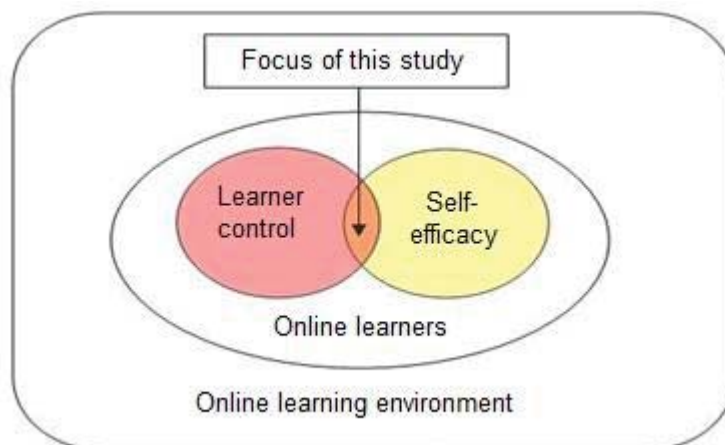 Focus of this study
Learner
control
Self-
efficacy
Online learners
Online learning environment